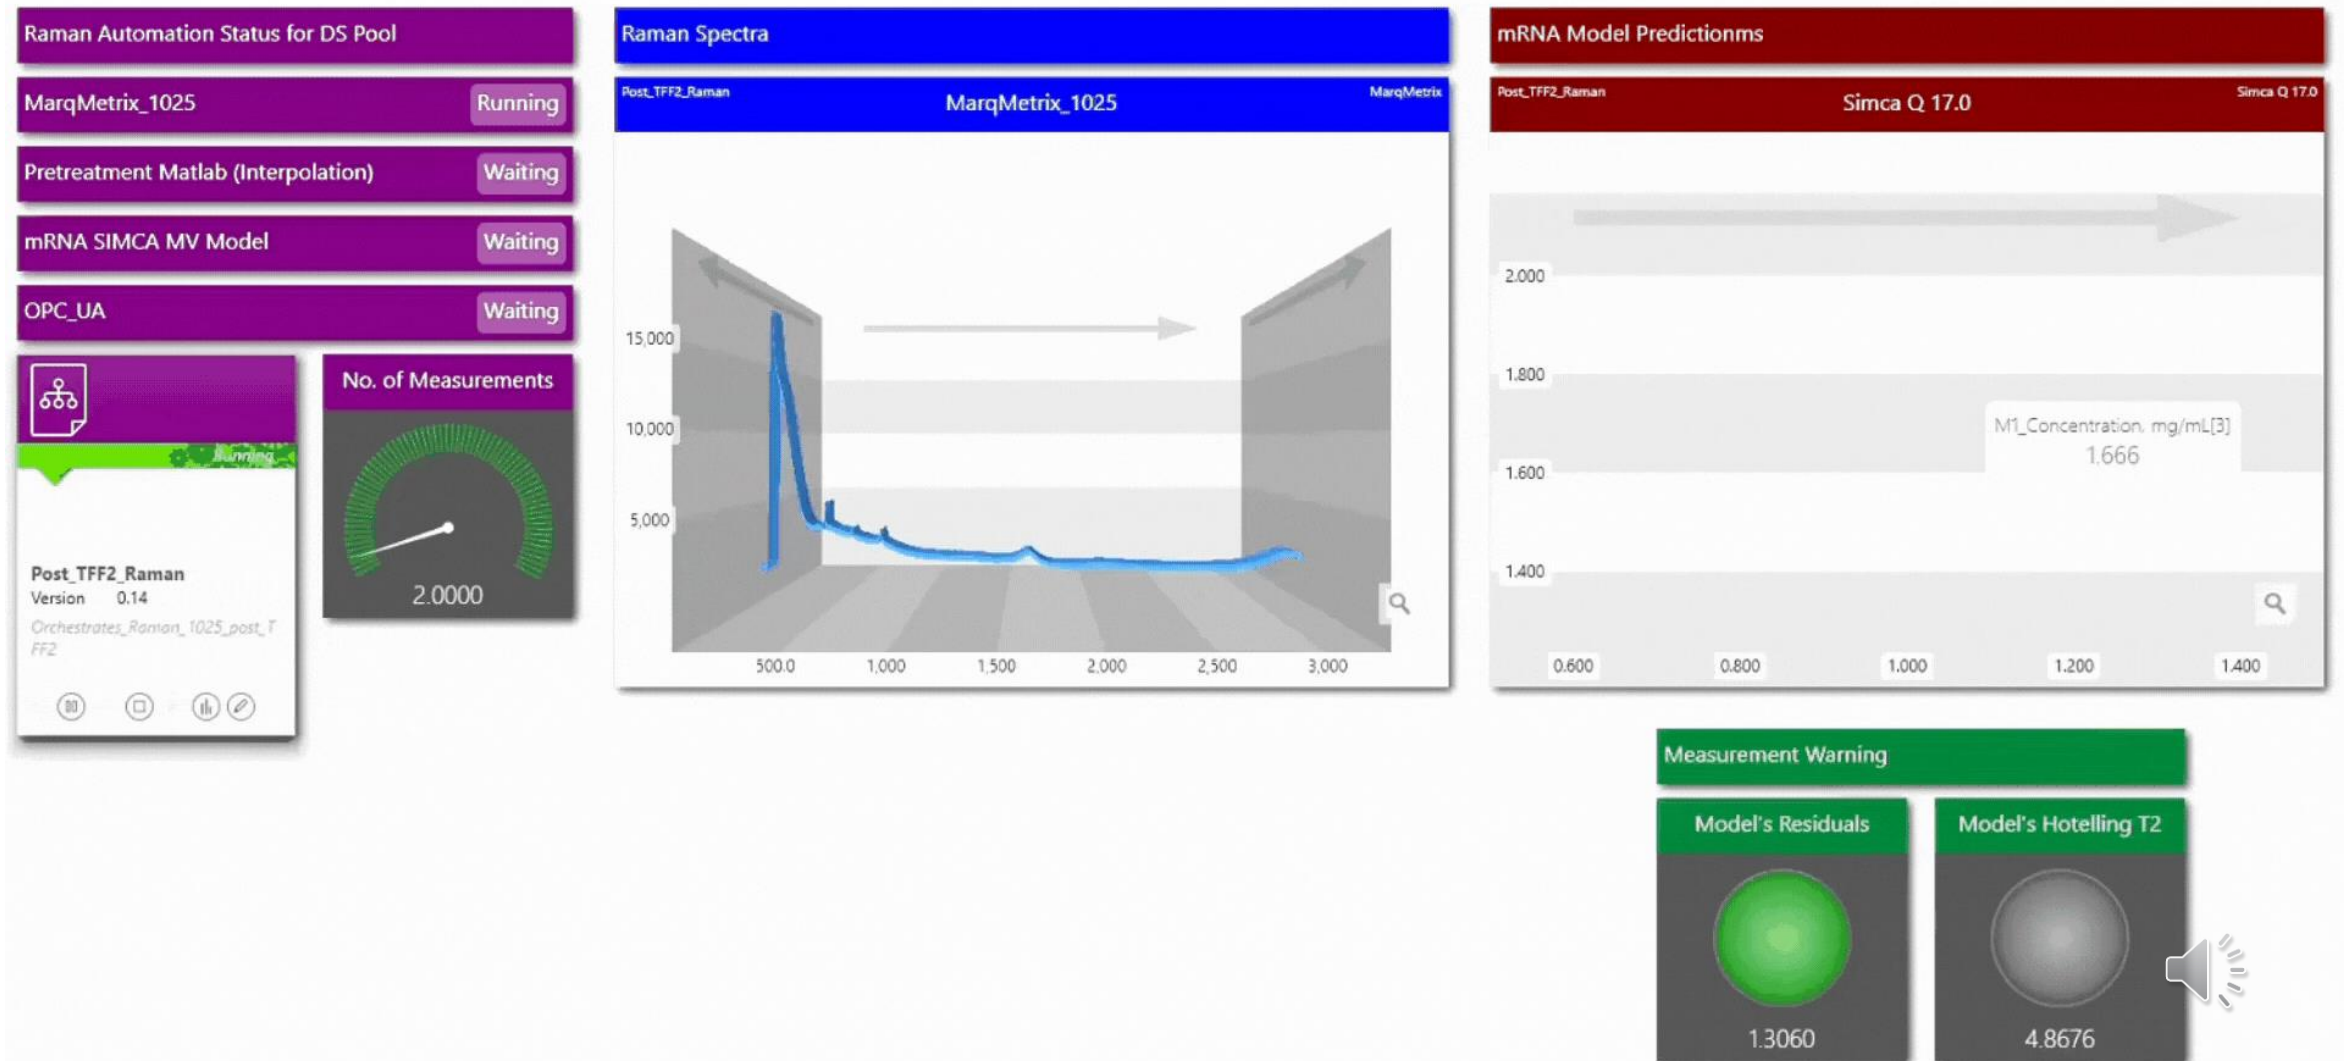 Raman Automation Status for DS Pool
MarqMetrix_1025 Running
Pretreatment Matlab (Interpolation) Waiting
mRNA SIMCA MV Model Waiting
OPC_UA Waiting
Running
Post_TFF2_Raman
Version 0.14
Orchestrates_Raman_1025_post_T
FF2
No. of Measurements
2.0000
Raman Spectra
Post_TFF2_Raman MarqMetrix_1025 MarqMetrix
15,000
10,000
5,000
500.0 1,000 1,500 2,000 2,500 3,000
mRNA Model Predictionms
Post_TFF2_Raman Simca Q 17.0 Simca Q 17.0
2.000
1.800
M1_Concentration. mg/mL[3]
1.666
1.600
1.400
0.600 0.800 1.000 1.200 1.400
Measurement Warning
Model's Residuals Model's Hotelling T2
1.3060 4.8676